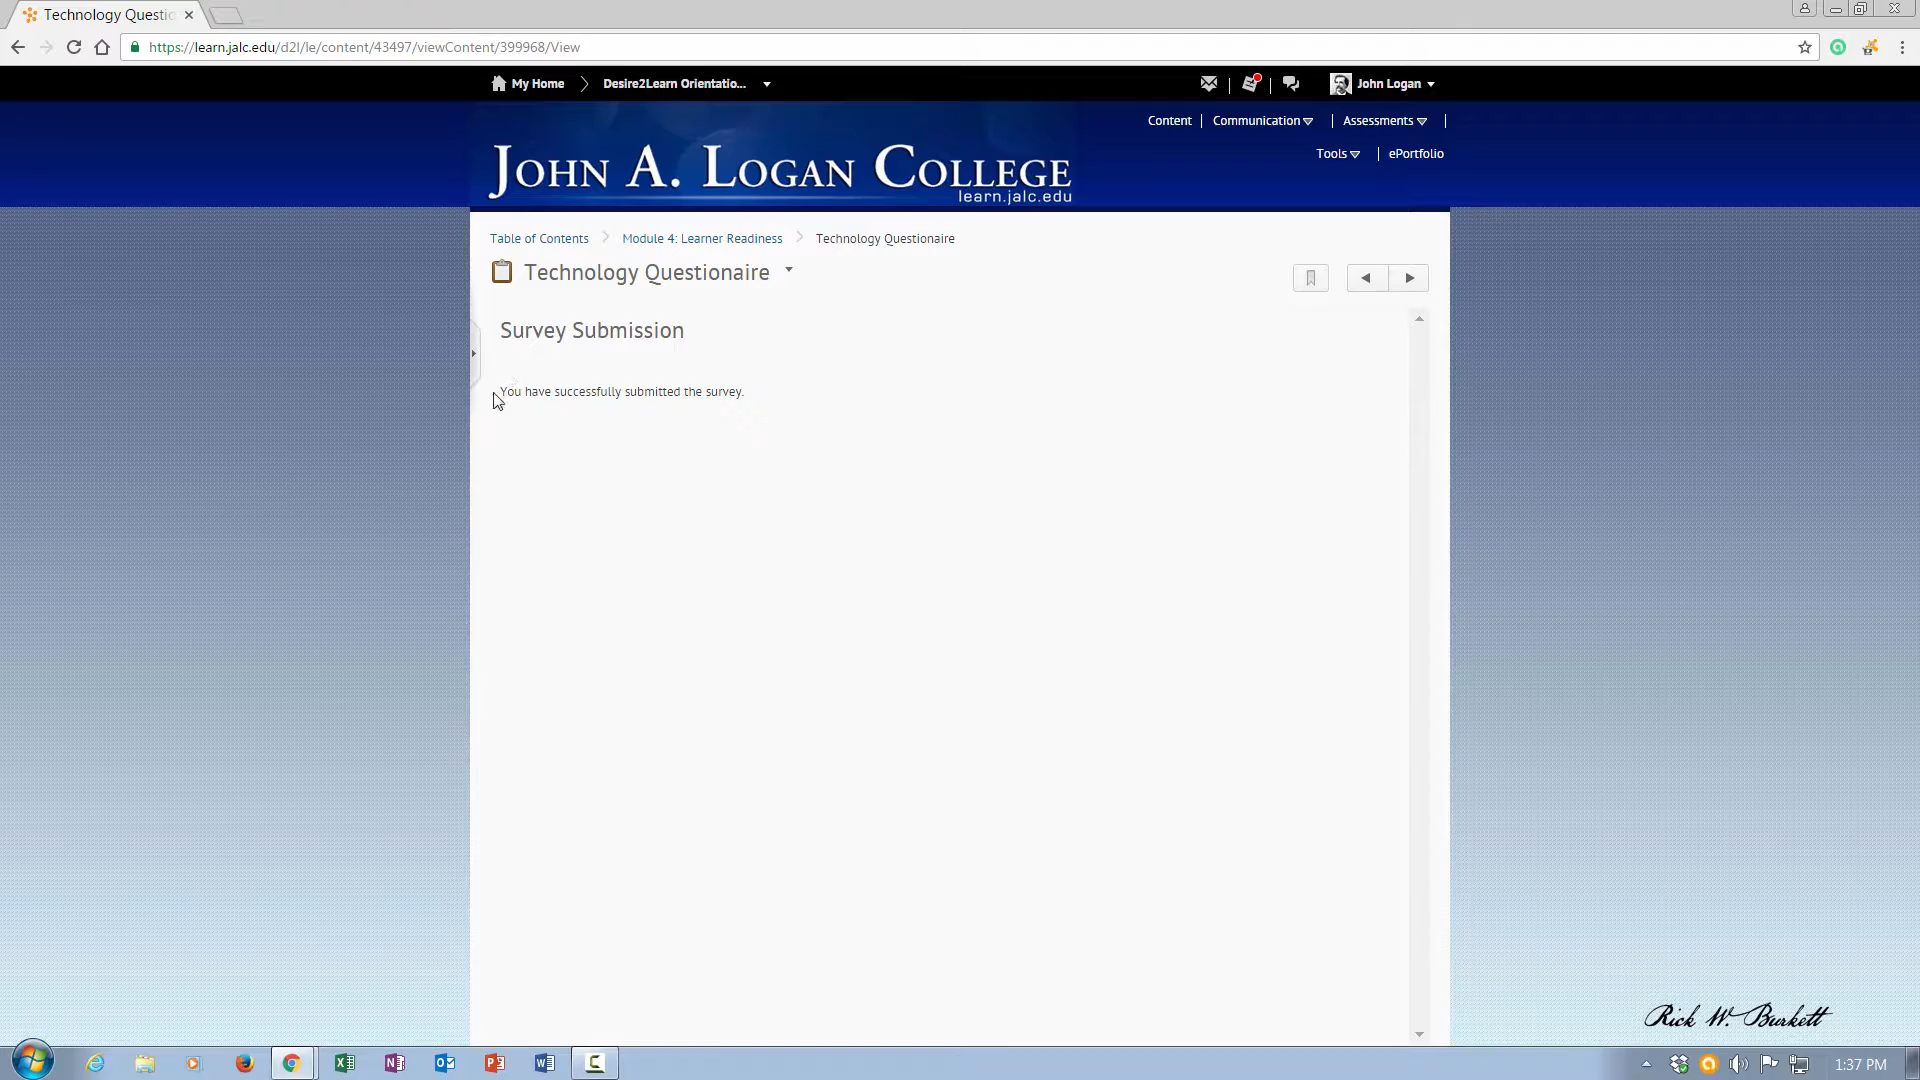 Technology Questio
https://learn.jalc.edu/d2l/le/content/43497/viewContent/399968/View
My Home
Desire2Learn Orientatio...
John Logan
Content
Communication
Assessments
Tools
ePortfolio
JOHN A. LOGAN COLLEGE
learn.jalc.edu
Table of Contents
Module 4: Learner Readiness
Technology Questionaire
Technology Questionaire
Survey Submission
You have successfully submitted the survey.
Rick W. Burkett
1:37 PM